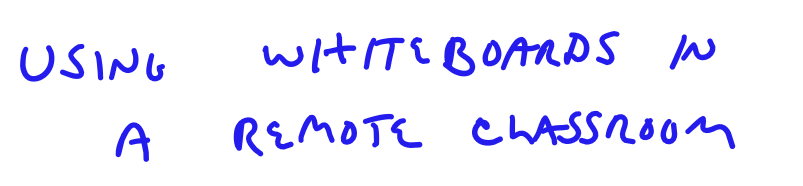 USING WHITEBOARDS IN
A REMOTE CLASSROOM